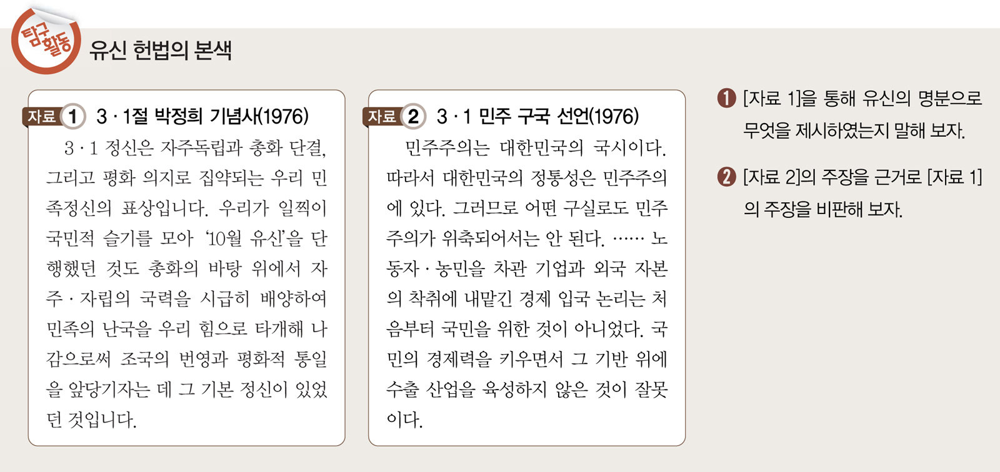 탐구
활동
유신 헌법의 본색
자료 1 3·1절 박정희 기념사(1976)
3·1 정신은 자주독립과 총화 단결,
그리고 평화 의지로 집약되는 우리 민
족정신의 표상입니다. 우리가 일찍이
국민적 슬기를 모아 ‘10월 유신’을 단
행했던 것도 총화의 바탕 위에서 자
주·자립의 국력을 시급히 배양하여
민족의 난국을 우리 힘으로 타개해 나
감으로써 조국의 번영과 평화적 통일
을 앞당기자는 데 그 기본 정신이 있었
던 것입니다.
자료 2 3·1 민주 구국 선언(1976)
민주주의는 대한민국의 국시이다.
따라서 대한민국의 정통성은 민주주의
에 있다. 그러므로 어떤 구실로도 민주
주의가 위축되어서는 안 된다. …… 노
동자·농민을 차관 기업과 외국 자본
의 착취에 내맡긴 경제 입국 논리는 처
음부터 국민을 위한 것이 아니었다. 국
민의 경제력을 키우면서 그 기반 위에
수출 산업을 육성하지 않은 것이 잘못
이다.
❶ [자료 1]을 통해 유신의 명분으로
무엇을 제시하였는지 말해 보자.
❷ [자료 2]의 주장을 근거로 [자료 1]
의 주장을 비판해 보자.